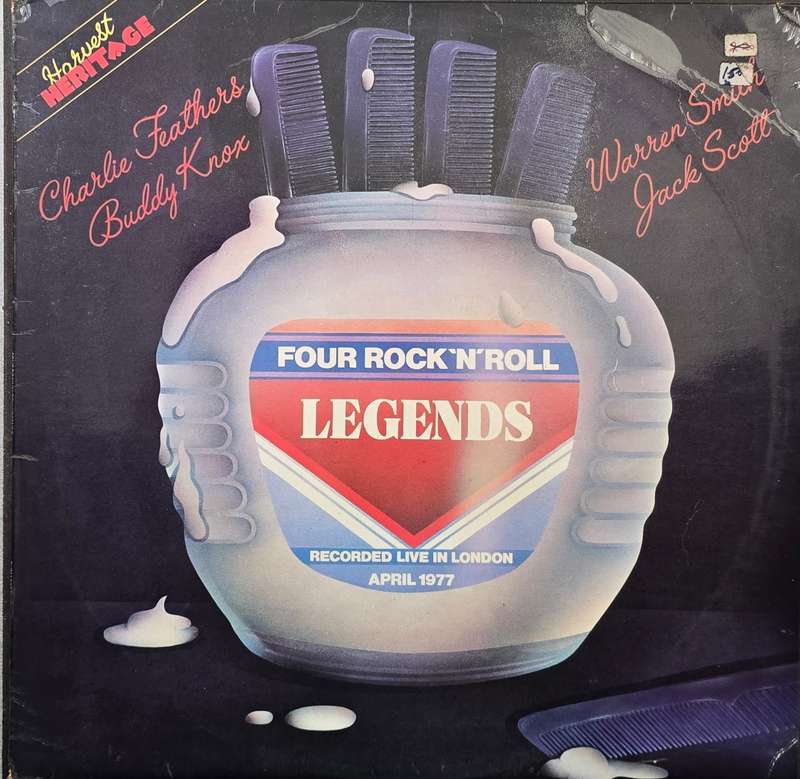 Harvest
HERITAGE
Charlie Feathers
Buddy Knox
Warren Smith
Jack Scott
FOUR ROCK`N´ROLL
LEGENDS
RECORDED LIVE IN LONDON
APRIL 1977